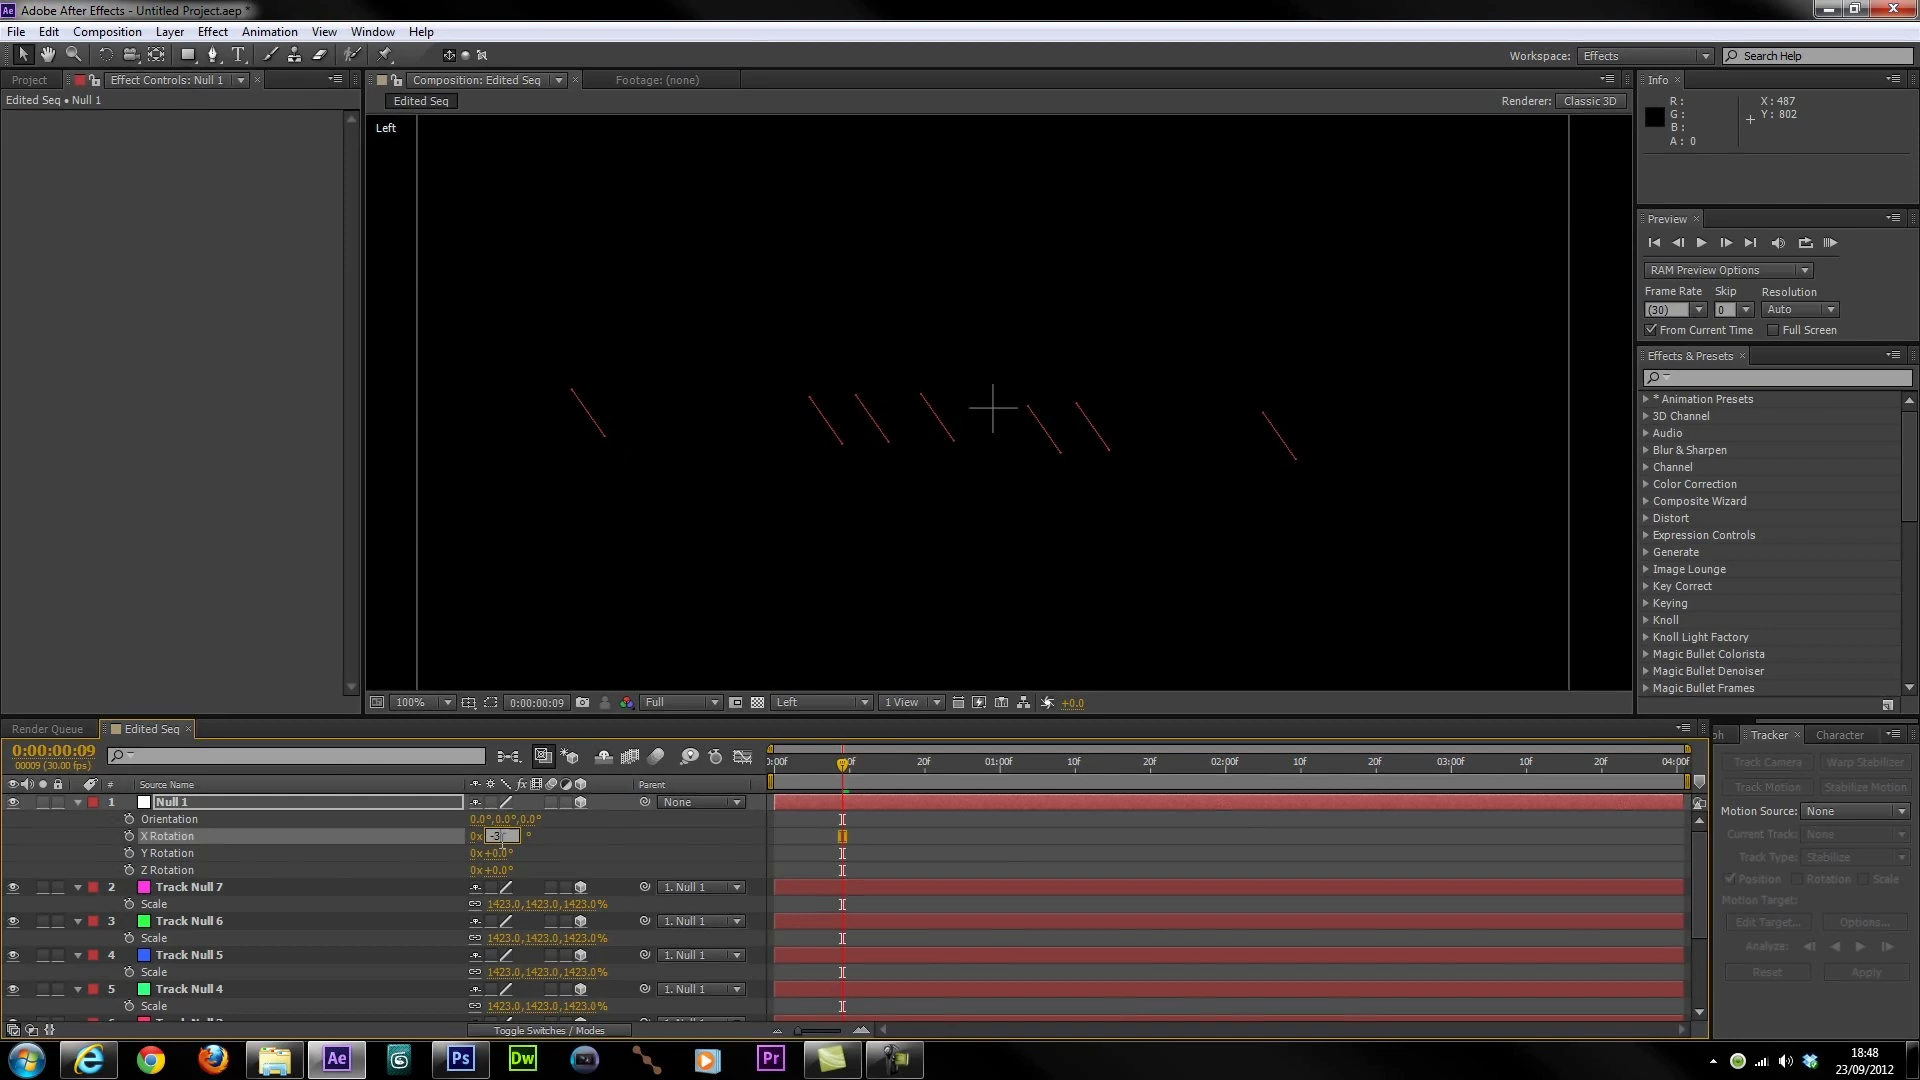 Adobe After Effects - Untitled Project.aep *
File Edit Composition Layer Effect Animation View Window Help
Workspace: Effects Search Help
Project Effect Controls: Null 1 Composition: Edited Seq Footage: (none) Info
Edited Seq • Null 1
Edited Seq
Renderer: Classic 3D
Left
R: X: 487
G: Y: 802
B:
A: 0
Preview
RAM Preview Options
Frame Rate Skip Resolution
(30) 0 Auto
From Current Time Full Screen
Effects & Presets
* Animation Presets
3D Channel
Audio
Blur & Sharpen
Channel
Color Correction
Composite Wizard
Distort
Expression Controls
Generate
Image Lounge
Key Correct
Keying
Knoll
Knoll Light Factory
Magic Bullet Colorista
Magic Bullet Denoiser
Magic Bullet Frames
100% 0:00:00:09 Full Left 1 View +0.0
Render Queue Edited Seq
0:00:00:09
00009 (30.00 fps)
0:00f 20f 01:00f 10f 20f 02:00f 10f 20f 03:00f 10f 20f 04:00f
# Source Name fx Parent
1 Null 1 None
Orientation 0.0°,0.0°,0.0°
X Rotation 0x -3 °
Y Rotation 0x+0.0°
Z Rotation 0x+0.0°
2 Track Null 7 1. Null 1
Scale 1423.0,1423.0,1423.0%
3 Track Null 6 1. Null 1
Scale 1423.0,1423.0,1423.0%
4 Track Null 5 1. Null 1
Scale 1423.0,1423.0,1423.0%
5 Track Null 4 1. Null 1
Scale 1423.0,1423.0,1423.0%
Toggle Switches / Modes
Tracker Character
Track Camera Warp Stabilizer
Track Motion Stabilize Motion
Motion Source: None
Current Track: None
Track Type: Stabilize
Position Rotation Scale
Motion Target:
Edit Target... Options...
Analyze:
Reset Apply
Ae Ps Dw Pr
18:48
23/09/2012